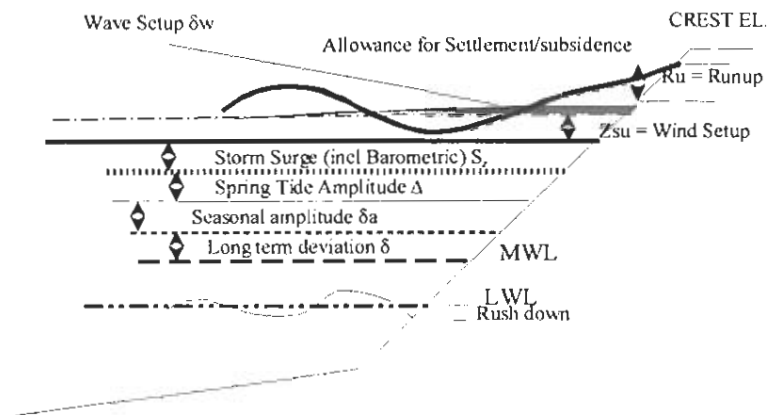 CREST EL.
Wave Setup δw
Allowance for Settlement/subsidence
Ru = Runup
Zsu = Wind Setup
Storm Surge (incl Barometric) Sr
Spring Tide Amplitude Δ
Seasonal amplitude δa
Long term deviation δ
MWL
LWL
Rush down